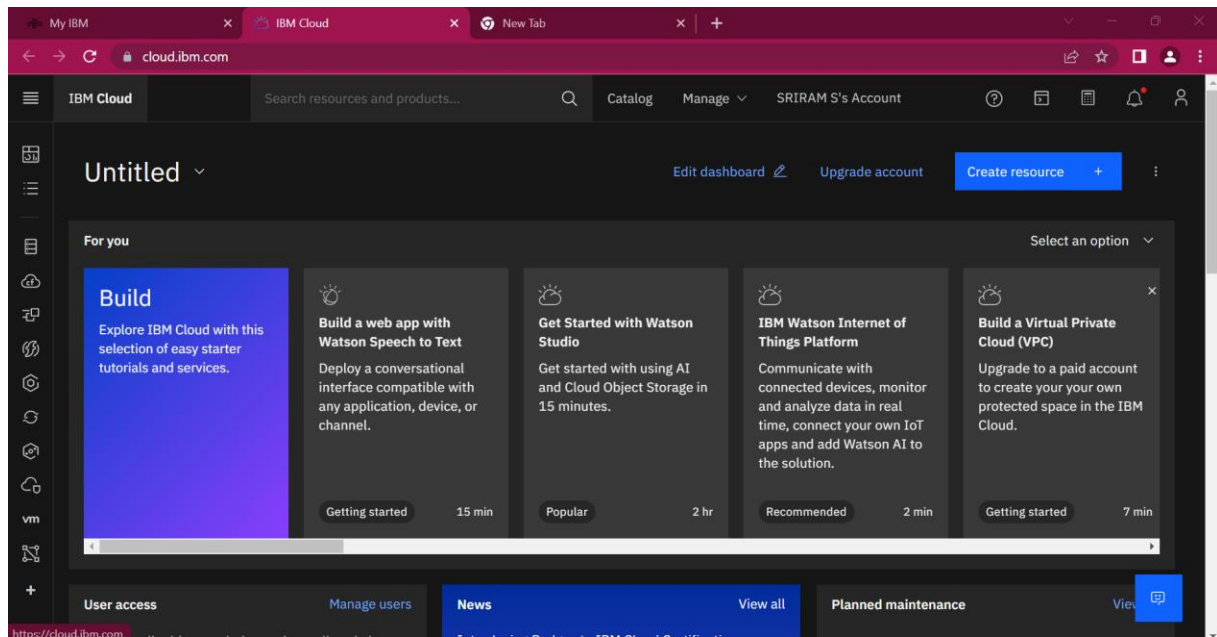 My IBM
IBM Cloud
New Tab
cloud.ibm.com
IBM Cloud
Search resources and products...
Catalog
Manage
SRIRAM S's Account
Untitled
Edit dashboard
Upgrade account
Create resource +
For you
Select an option
Build
Explore IBM Cloud with this
selection of easy starter
tutorials and services.
Build a web app with
Watson Speech to Text
Deploy a conversational
interface compatible with
any application, device, or
channel.
Getting started
15 min
Get Started with Watson
Studio
Get started with using AI
and Cloud Object Storage in
15 minutes.
Popular
2 hr
IBM Watson Internet of
Things Platform
Communicate with
connected devices, monitor
and analyze data in real
time, connect your own IoT
apps and add Watson AI to
the solution.
Recommended
2 min
Build a Virtual Private
Cloud (VPC)
Upgrade to a paid account
to create your your own
protected space in the IBM
Cloud.
Getting started
7 min
vm
User access
Manage users
News
View all
Planned maintenance
https://cloud.ibm.com